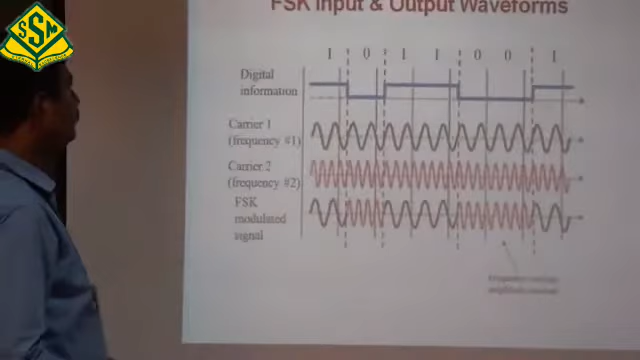 SSM
FSK Input & Output Waveforms
1 0 1 1 0 0 1
Digital
information
Carrier 1
(frequency #1)
Carrier 2
(frequency #2)
FSK
modulated
signal